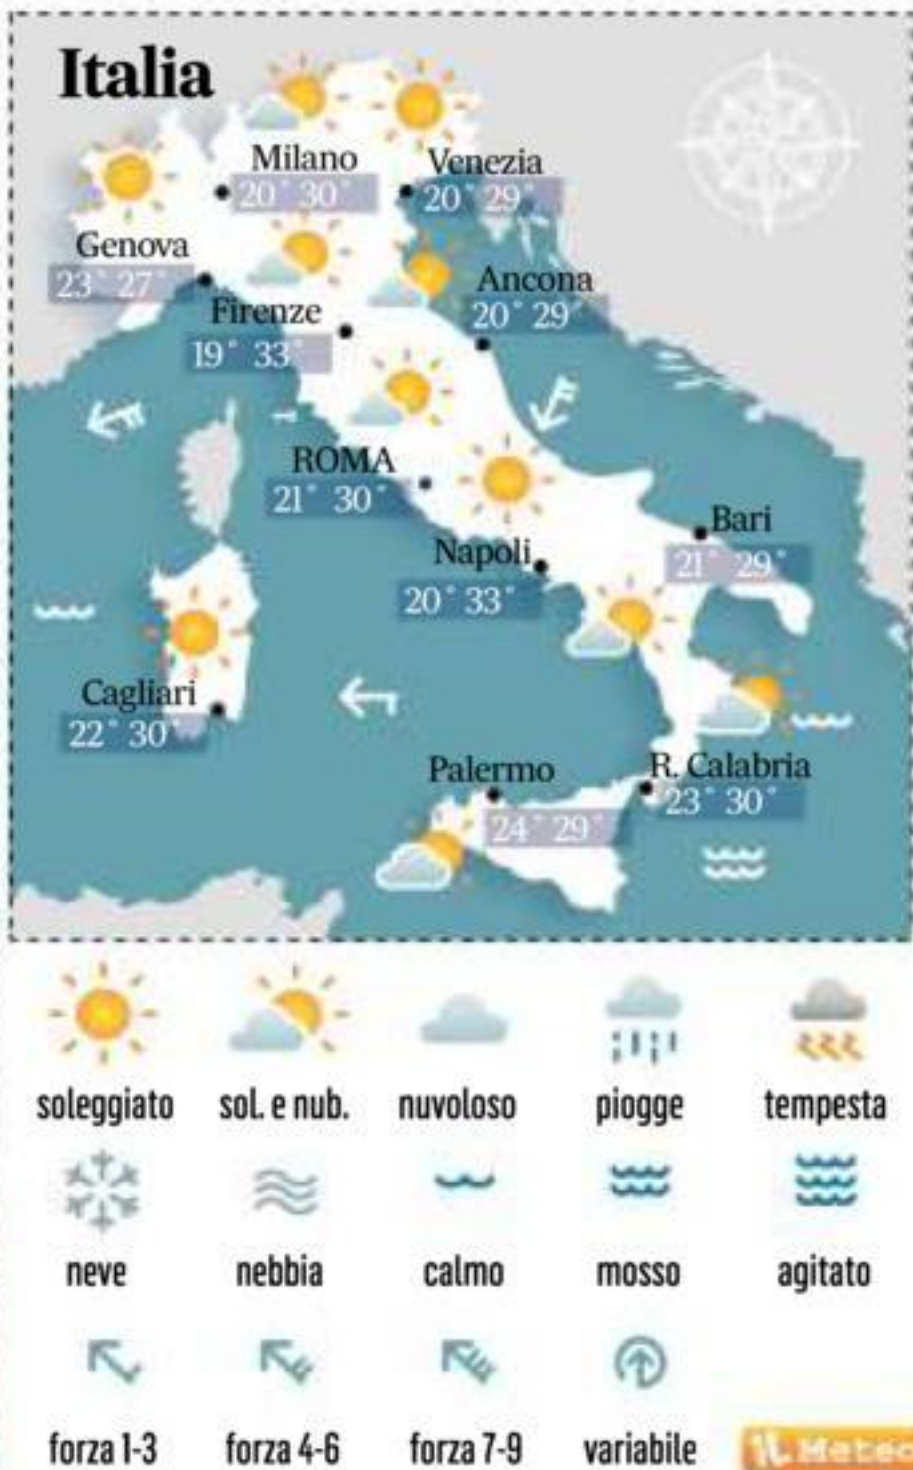 Italia
Milano
20° 30°
Venezia
20° 29°
Genova
23° 27°
Ancona
20° 29°
Firenze
19° 33°
ROMA
21° 30°
Bari
21° 29°
Napoli
20° 33°
Cagliari
22° 30°
Palermo
24° 29°
R. Calabria
23° 30°
soleggiato sol. e nub. nuvoloso piogge tempesta
neve nebbia calmo mosso agitato
forza 1-3 forza 4-6 forza 7-9 variabile
iL Meteo